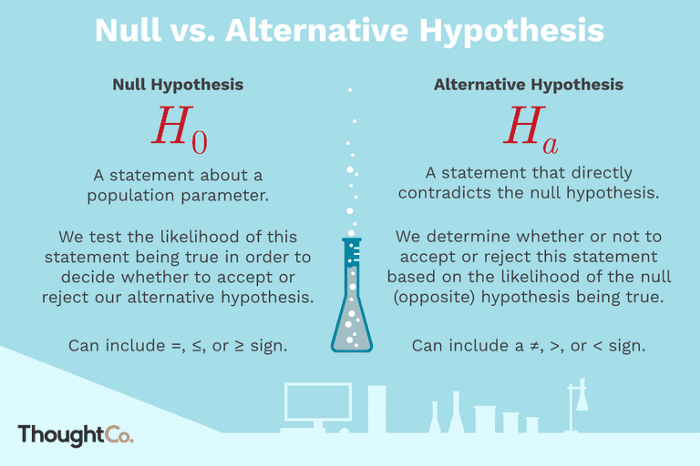 Null vs. Alternative Hypothesis
Null Hypothesis
H0
A statement about a
population parameter.
We test the likelihood of this
statement being true in order to
decide whether to accept or
reject our alternative hypothesis.
Can include =, ≤, or ≥ sign.
Alternative Hypothesis
Ha
A statement that directly
contradicts the null hypothesis.
We determine whether or not to
accept or reject this statement
based on the likelihood of the null
(opposite) hypothesis being true.
Can include a ≠, >, or < sign.
ThoughtCo.